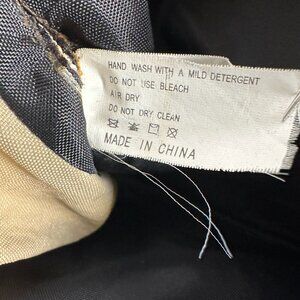 HAND WASH WITH A MILD DETERGENT
DO NOT USE BLEACH
AIR DRY
DO NOT DRY CLEAN
MADE IN CHINA